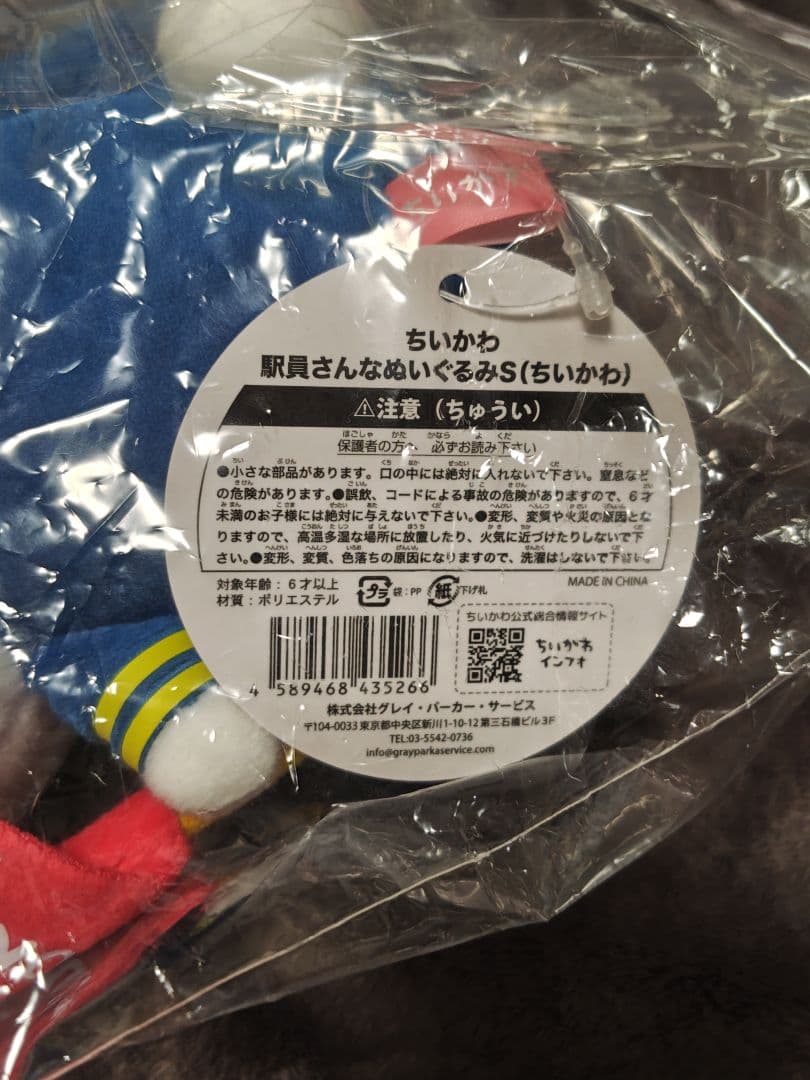 ちいかわ
ちいかわ
駅員さんなぬいぐるみS(ちいかわ)
⚠注意(ちゅうい)
保護者の方へ 必ずお読み下さい
●小さな部品があります。口の中には絶対に入れないで下さい。窒息など
の危険があります。●誤飲、コードによる事故の危険がありますので、6才
未満のお子様には絶対に与えないで下さい。●変形、変質や火災の原因とな
りますので、高温多湿な場所に放置したり、火気に近づけたりしないで下
さい。●変形、変質、色落ちの原因になりますので、洗濯はしないで下さい。
対象年齢:6才以上
材質:ポリエステル
プラ 袋:PP 紙 下げ札
MADE IN CHINA
ちいかわ公式総合情報サイト
ちいかわ
インフォ
4 589468 435266
株式会社グレイ・パーカー・サービス
〒104-0033 東京都中央区新川1-10-12 第三石橋ビル3F
TEL:03-5542-0736
info@grayparkaservice.com